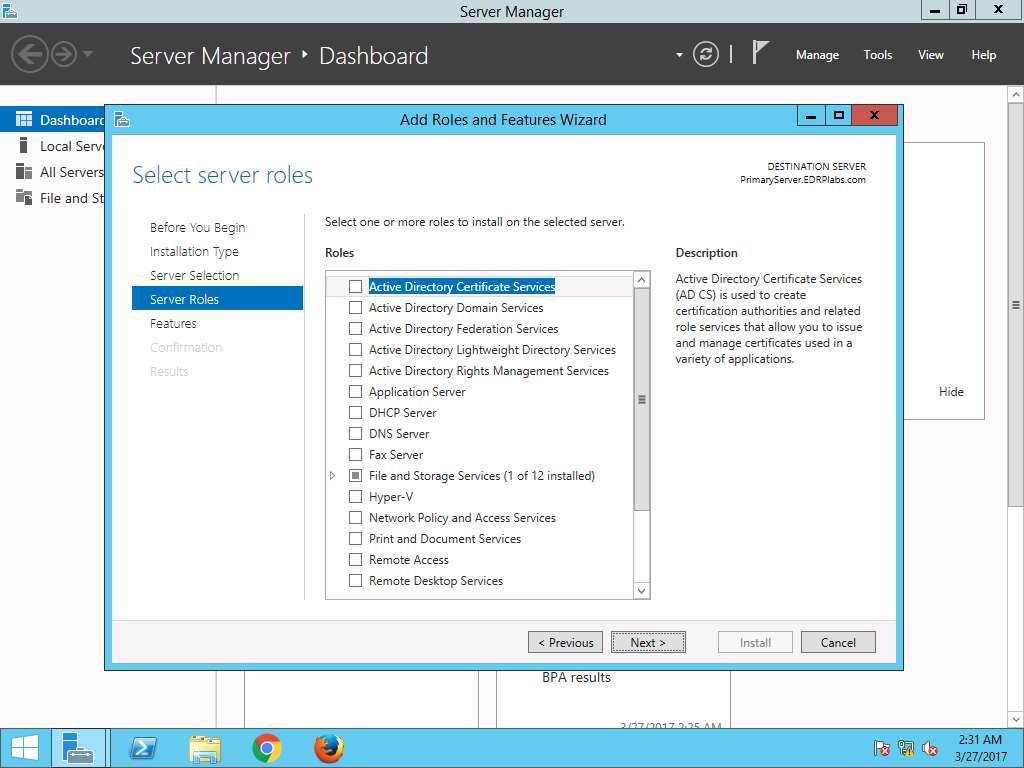 Server Manager
Server Manager ‣ Dashboard
Manage Tools View Help
Dashboard
Local Serve
All Servers
File and St
Add Roles and Features Wizard
Select server roles
DESTINATION SERVER
PrimaryServer.EDRPlabs.com
Before You Begin
Installation Type
Server Selection
Server Roles
Features
Confirmation
Results
Select one or more roles to install on the selected server.
Roles
Active Directory Certificate Services
Active Directory Domain Services
Active Directory Federation Services
Active Directory Lightweight Directory Services
Active Directory Rights Management Services
Application Server
DHCP Server
DNS Server
Fax Server
File and Storage Services (1 of 12 installed)
Hyper-V
Network Policy and Access Services
Print and Document Services
Remote Access
Remote Desktop Services
Description
Active Directory Certificate Services
(AD CS) is used to create
certification authorities and related
role services that allow you to issue
and manage certificates used in a
variety of applications.
Hide
< Previous
Next >
Install
Cancel
BPA results
3/27/2017 2:25 AM
2:31 AM
3/27/2017